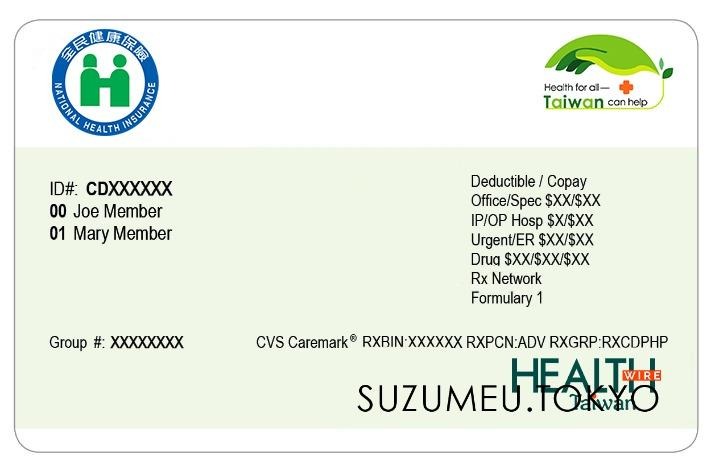 全民健康保險
NATIONAL HEALTH INSURANCE
Health for all—
Taiwan can help
ID#: CDXXXXXX
00 Joe Member
01 Mary Member
Deductible / Copay
Office/Spec $XX/$XX
IP/OP Hosp $X/$XX
Urgent/ER $XX/$XX
Drug $XX/$XX/$XX
Rx Network
Formulary 1
Group #: XXXXXXXX
CVS Caremark® RXBIN:XXXXXX RXPCN:ADV RXGRP:RXCDPHP
HEALTH WIRE
Taiwan
SUZUMEU.TOKYO